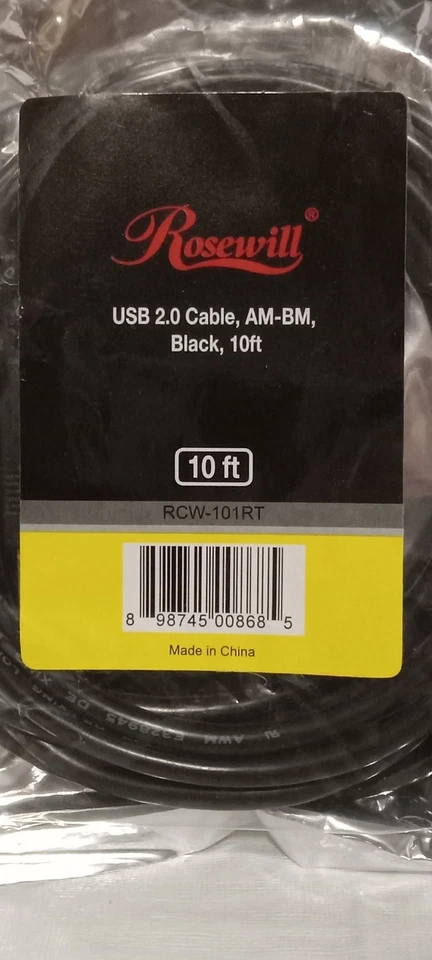 Rosewill®
USB 2.0 Cable, AM-BM,
Black, 10ft
10 ft
RCW-101RT
8 98745 00868 5
Made in China
AWM